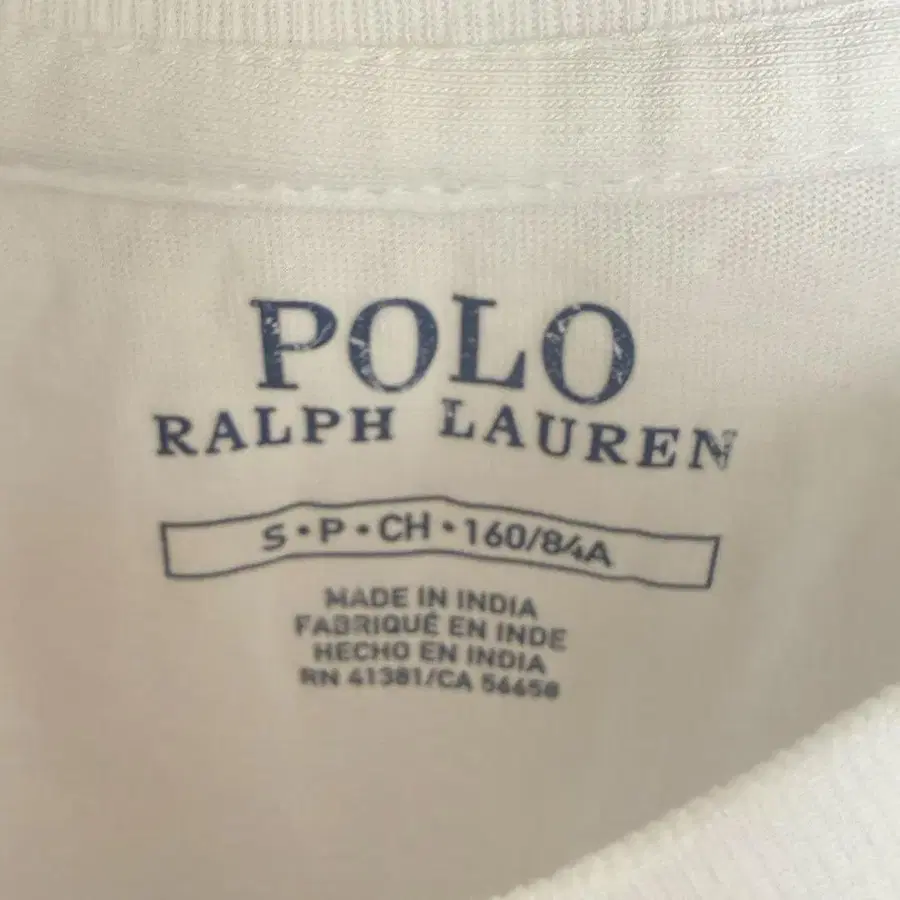 POLO
RALPH LAUREN
S • P • CH • 160/84A
MADE IN INDIA
FABRIQUÉ EN INDE
HECHO EN INDIA
RN 41381/CA 56658